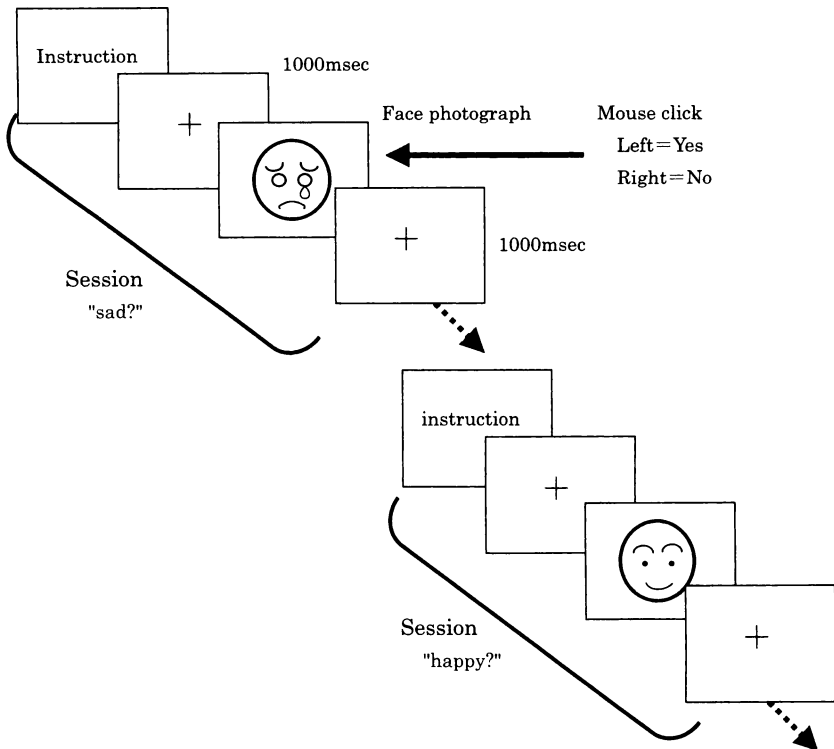 Instruction
1000msec
Face photograph
Mouse click
Left=Yes
Right=No
1000msec
Session
"sad?"
instruction
Session
"happy?"